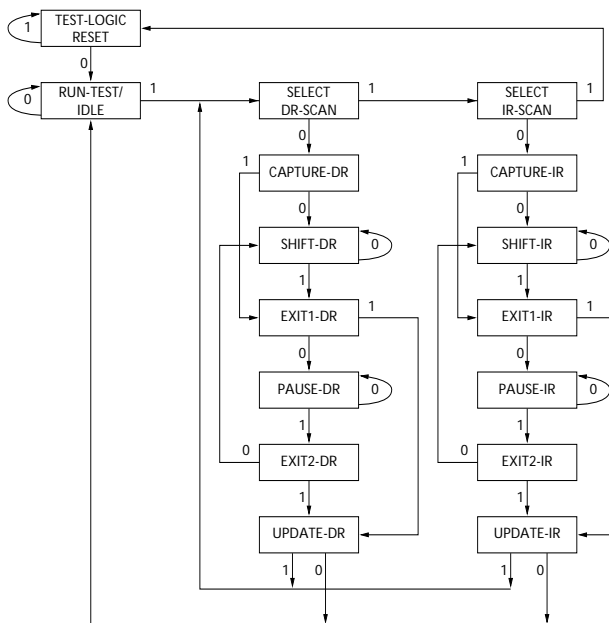 1
TEST-LOGIC
RESET
0
0
RUN-TEST/
IDLE
1
SELECT
DR-SCAN
1
SELECT
IR-SCAN
1
0
0
1
CAPTURE-DR
1
CAPTURE-IR
0
0
SHIFT-DR
0
SHIFT-IR
0
1
1
EXIT1-DR
1
EXIT1-IR
1
0
0
PAUSE-DR
0
PAUSE-IR
0
1
1
0
EXIT2-DR
0
EXIT2-IR
1
1
UPDATE-DR
UPDATE-IR
1
0
1
0